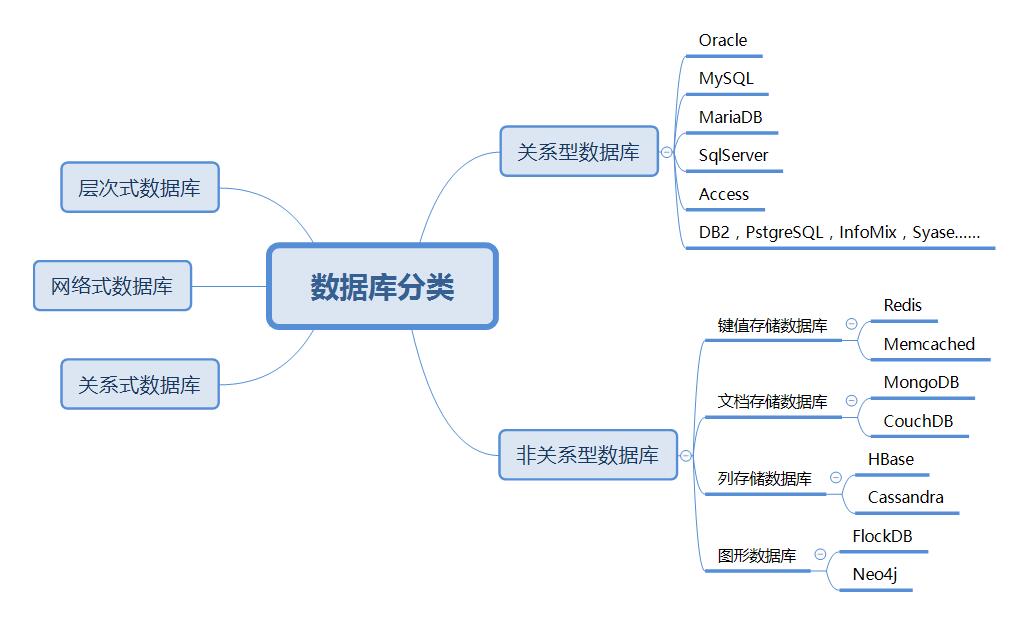 数据库分类
层次式数据库
网络式数据库
关系式数据库
关系型数据库
Oracle
MySQL
MariaDB
SqlServer
Access
DB2，PstgreSQL，InfoMix，Syase......
非关系型数据库
键值存储数据库
Redis
Memcached
文档存储数据库
MongoDB
CouchDB
列存储数据库
HBase
Cassandra
图形数据库
FlockDB
Neo4j